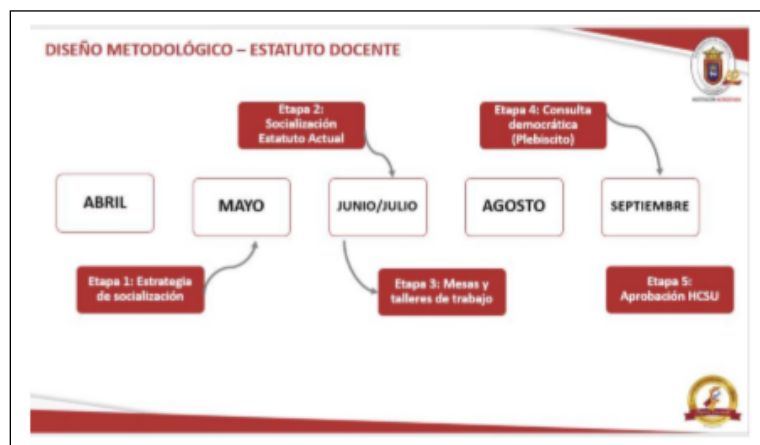 DISEÑO METODOLÓGICO – ESTATUTO DOCENTE
Etapa 2:
Socialización
Estatuto Actual
Etapa 4: Consulta
democrática
(Plebiscito)
ABRIL
MAYO
JUNIO/JULIO
AGOSTO
SEPTIEMBRE
Etapa 1: Estrategia
de socialización
Etapa 3: Mesas y
talleres de trabajo
Etapa 5:
Aprobación HCSU